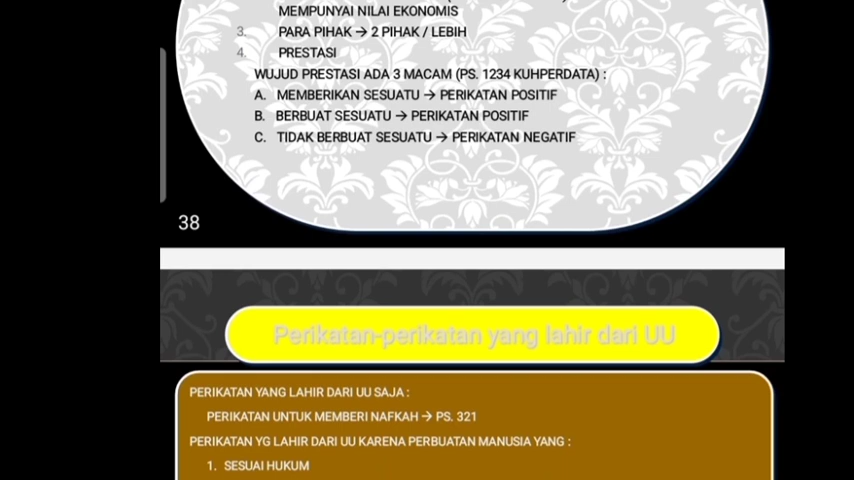 MEMPUNYAI NILAI EKONOMIS
3. PARA PIHAK → 2 PIHAK / LEBIH
4. PRESTASI
WUJUD PRESTASI ADA 3 MACAM (PS. 1234 KUHPERDATA) :
A. MEMBERIKAN SESUATU → PERIKATAN POSITIF
B. BERBUAT SESUATU → PERIKATAN POSITIF
C. TIDAK BERBUAT SESUATU → PERIKATAN NEGATIF
38
Perikatan-perikatan yang lahir dari UU
PERIKATAN YANG LAHIR DARI UU SAJA :
PERIKATAN UNTUK MEMBERI NAFKAH → PS. 321
PERIKATAN YG LAHIR DARI UU KARENA PERBUATAN MANUSIA YANG :
1. SESUAI HUKUM